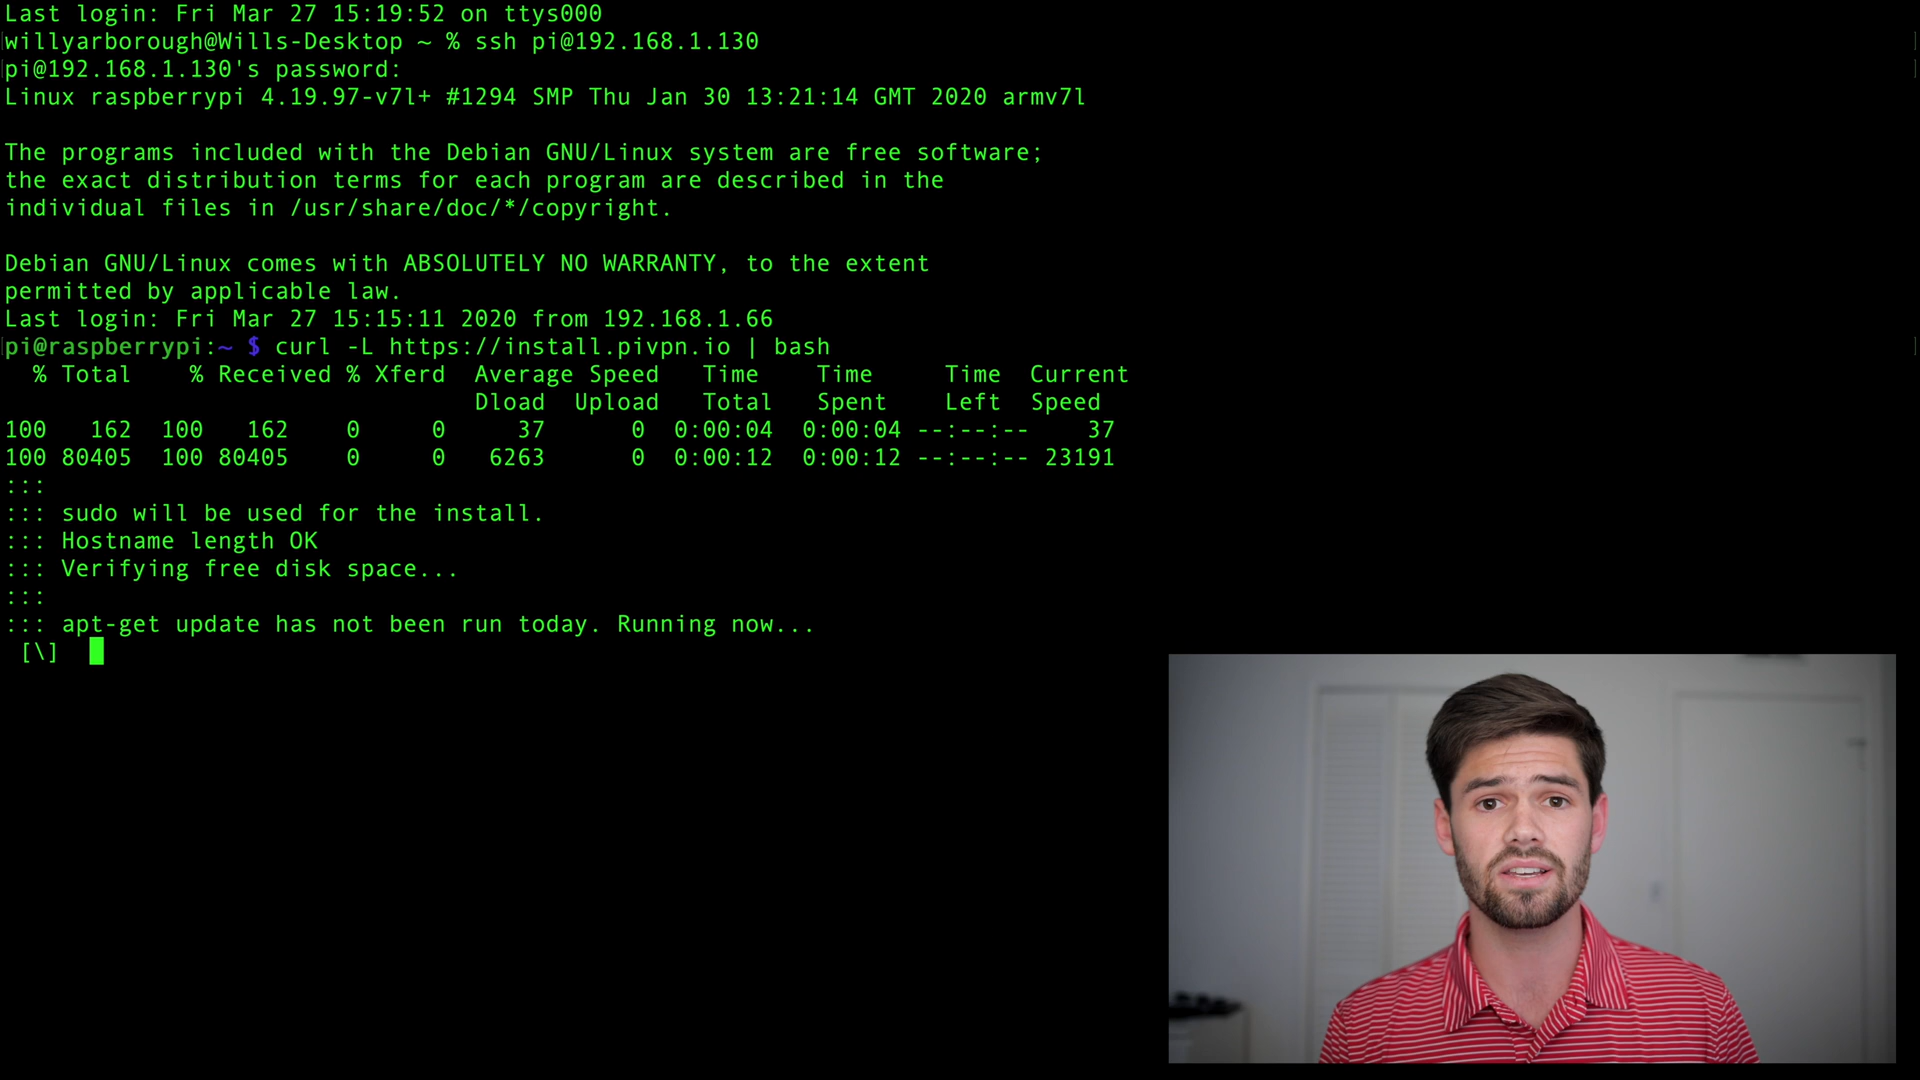 Last login: Fri Mar 27 15:19:52 on ttys000
willyarborough@Wills-Desktop ~ % ssh pi@192.168.1.130
pi@192.168.1.130's password:
Linux raspberrypi 4.19.97-v7l+ #1294 SMP Thu Jan 30 13:21:14 GMT 2020 armv7l
The programs included with the Debian GNU/Linux system are free software;
the exact distribution terms for each program are described in the
individual files in /usr/share/doc/*/copyright.
Debian GNU/Linux comes with ABSOLUTELY NO WARRANTY, to the extent
permitted by applicable law.
Last login: Fri Mar 27 15:15:11 2020 from 192.168.1.66
pi@raspberrypi:~ $ curl -L https://install.pivpn.io | bash
% Total % Received % Xferd Average Speed Time Time Time Current
Dload Upload Total Spent Left Speed
100 162 100 162 0 0 37 0 0:00:04 0:00:04 --:--:-- 37
100 80405 100 80405 0 0 6263 0 0:00:12 0:00:12 --:--:-- 23191
:::
::: sudo will be used for the install.
::: Hostname length OK
::: Verifying free disk space...
:::
::: apt-get update has not been run today. Running now...
[\]